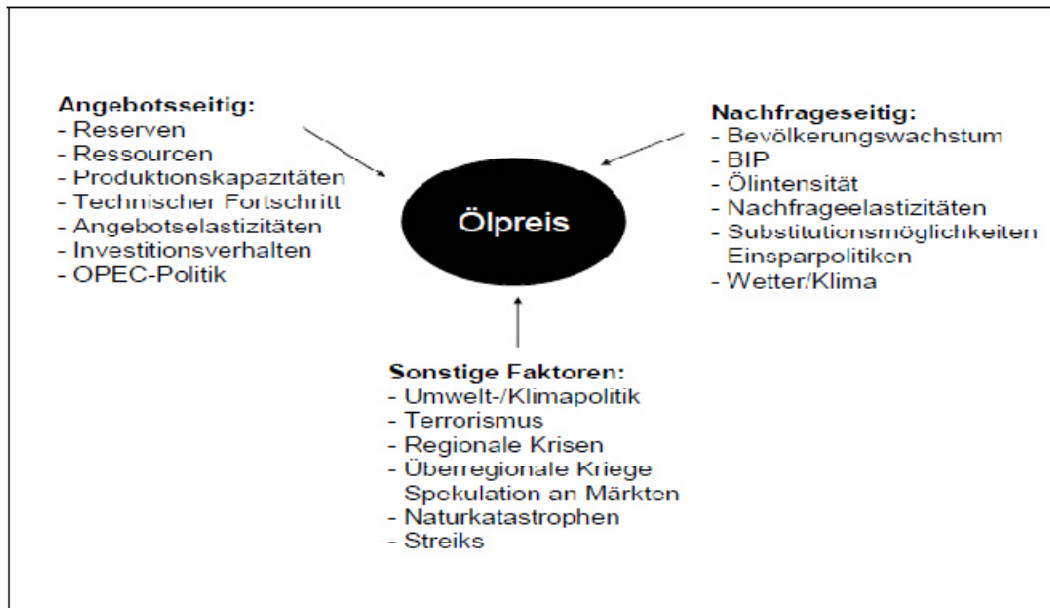 Angebotsseitig:
- Reserven
- Ressourcen
- Produktionskapazitäten
- Technischer Fortschritt
- Angebotselastizitäten
- Investitionsverhalten
- OPEC-Politik
Nachfrageseitig:
- Bevölkerungswachstum
- BIP
- Ölintensität
- Nachfrageelastizitäten
- Substitutionsmöglichkeiten
Einsparpolitiken
- Wetter/Klima
Ölpreis
Sonstige Faktoren:
- Umwelt-/Klimapolitik
- Terrorismus
- Regionale Krisen
- Überregionale Kriege
Spekulation an Märkten
- Naturkatastrophen
- Streiks